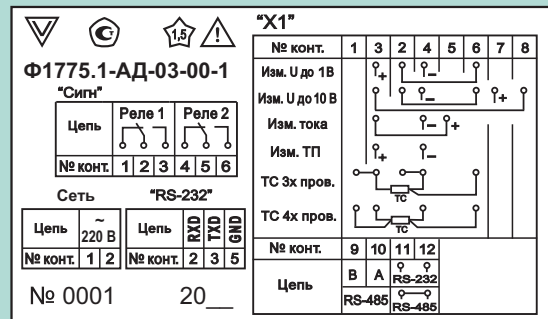 1,5
Ф1775.1-АД-03-00-1
"Сигн"
Цепь Реле 1 Реле 2
№ конт. 1 2 3 4 5 6
Сеть
Цепь ~ 220 В
№ конт. 1 2
"RS-232"
Цепь RXD TXD GND
№ конт. 2 3 5
№ 0001 20__
"X1"
№ конт. 1 3 2 4 5 6 7 8
Изм. U до 1В + −
Изм. U до 10 В + − +
Изм. тока − +
Изм. ТП + −
ТС 3х пров. ТС
ТС 4х пров. ТС
№ конт. 9 10 11 12
Цепь B A RS-232
RS-485 RS-485